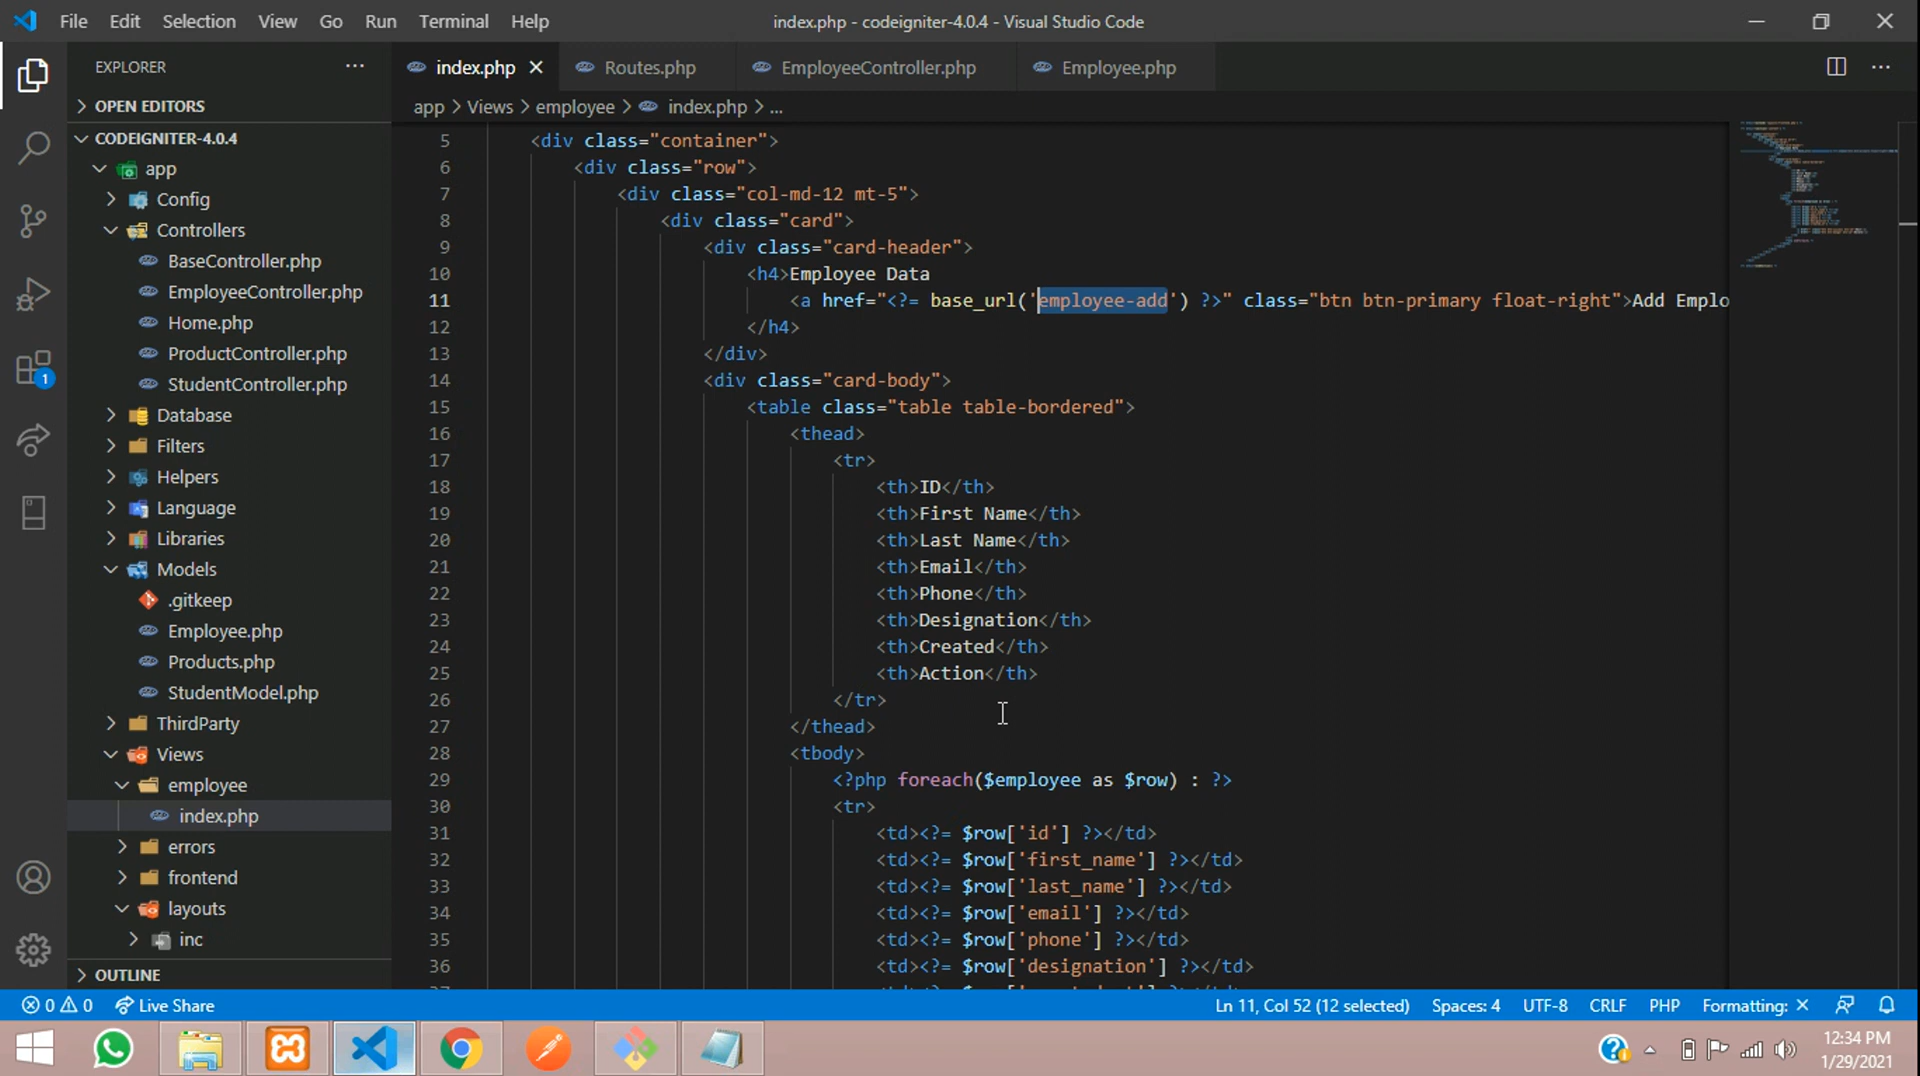 File Edit Selection View Go Run Terminal Help index.php - codeigniter-4.0.4 - Visual Studio Code
EXPLORER ···
OPEN EDITORS
CODEIGNITER-4.0.4
app
Config
Controllers
BaseController.php
EmployeeController.php
Home.php
ProductController.php
StudentController.php
Database
Filters
Helpers
Language
Libraries
Models
.gitkeep
Employee.php
Products.php
StudentModel.php
ThirdParty
Views
employee
index.php
errors
frontend
layouts
inc
OUTLINE
1
index.php Routes.php EmployeeController.php Employee.php
app > Views > employee > index.php > ...
5 <div class="container">
6 <div class="row">
7 <div class="col-md-12 mt-5">
8 <div class="card">
9 <div class="card-header">
10 <h4>Employee Data
11 <a href="<?= base_url('employee-add') ?>" class="btn btn-primary float-right">Add Emplo
12 </h4>
13 </div>
14 <div class="card-body">
15 <table class="table table-bordered">
16 <thead>
17 <tr>
18 <th>ID</th>
19 <th>First Name</th>
20 <th>Last Name</th>
21 <th>Email</th>
22 <th>Phone</th>
23 <th>Designation</th>
24 <th>Created</th>
25 <th>Action</th>
26 </tr>
27 </thead>
28 <tbody>
29 <?php foreach($employee as $row) : ?>
30 <tr>
31 <td><?= $row['id'] ?></td>
32 <td><?= $row['first_name'] ?></td>
33 <td><?= $row['last_name'] ?></td>
34 <td><?= $row['email'] ?></td>
35 <td><?= $row['phone'] ?></td>
36 <td><?= $row['designation'] ?></td>
0 0 Live Share Ln 11, Col 52 (12 selected) Spaces: 4 UTF-8 CRLF PHP Formatting: ×
12:34 PM
1/29/2021